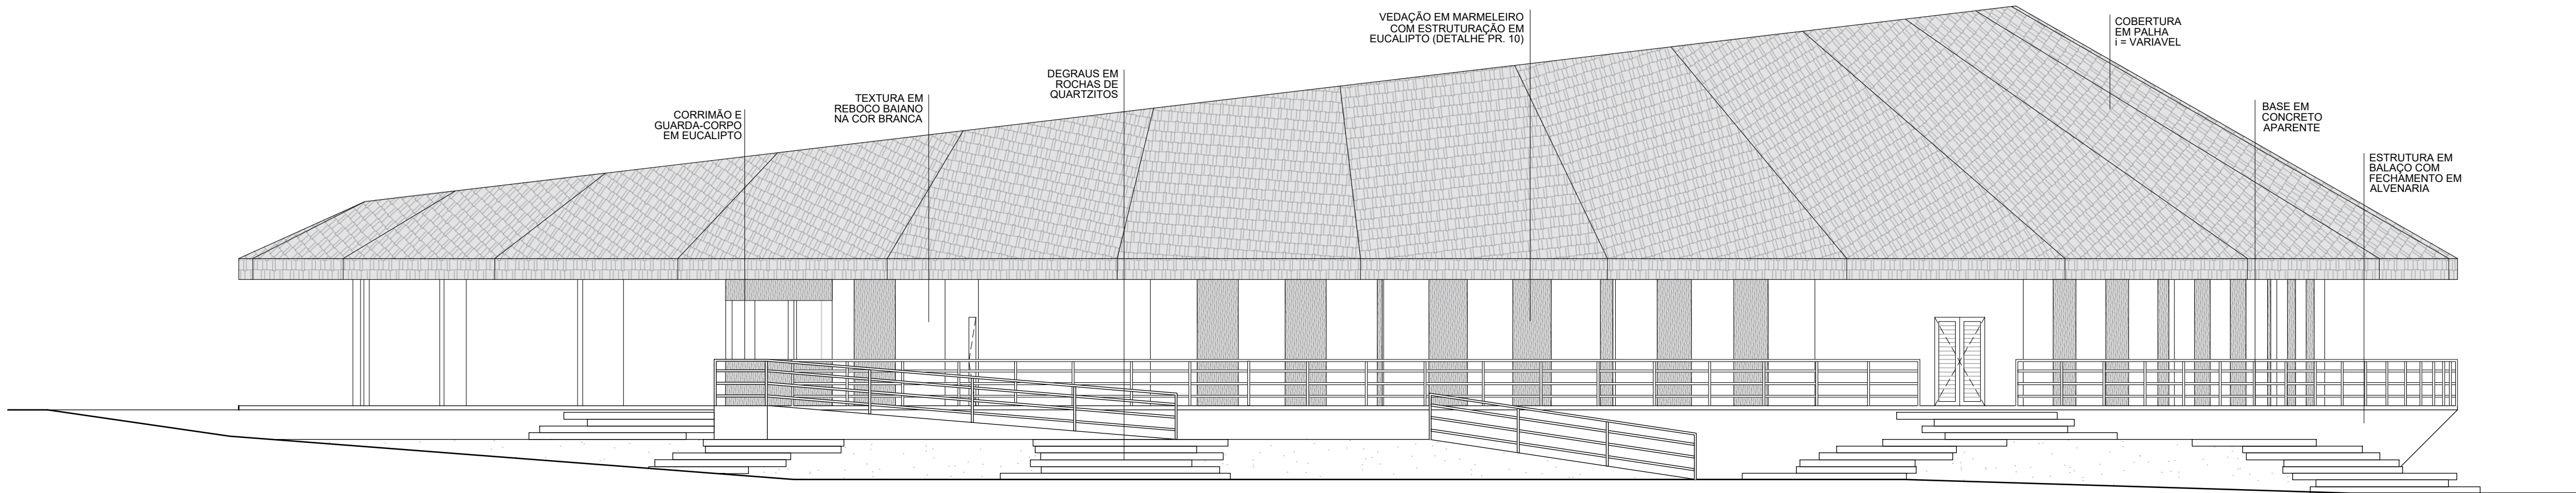 CORRIMÃO E
GUARDA-CORPO
EM EUCALIPTO
TEXTURA EM
REBOCO BAIANO
NA COR BRANCA
DEGRAUS EM
ROCHAS DE
QUARTZITOS
VEDAÇÃO EM MARMELEIRO
COM ESTRUTURAÇÃO EM
EUCALIPTO (DETALHE PR. 10)
COBERTURA
EM PALHA
i = VARIAVEL
BASE EM
CONCRETO
APARENTE
ESTRUTURA EM
BALAÇO COM
FECHAMENTO EM
ALVENARIA